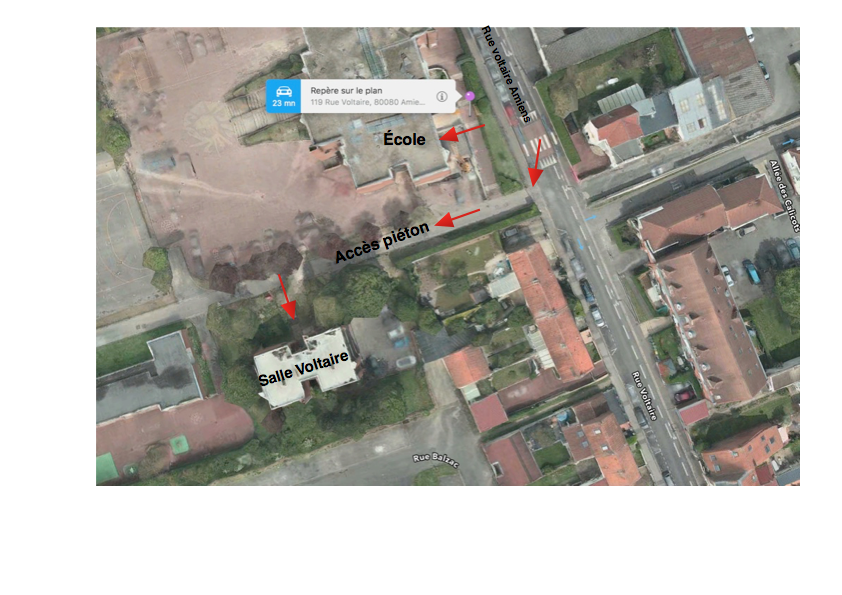 Rue voltaire Amiens
Repère sur le plan
23 mn
119 Rue Voltaire, 80080 Amie...
École
Allée des Calicots
Accès piéton
Salle Voltaire
Rue Voltaire
Rue Balzac